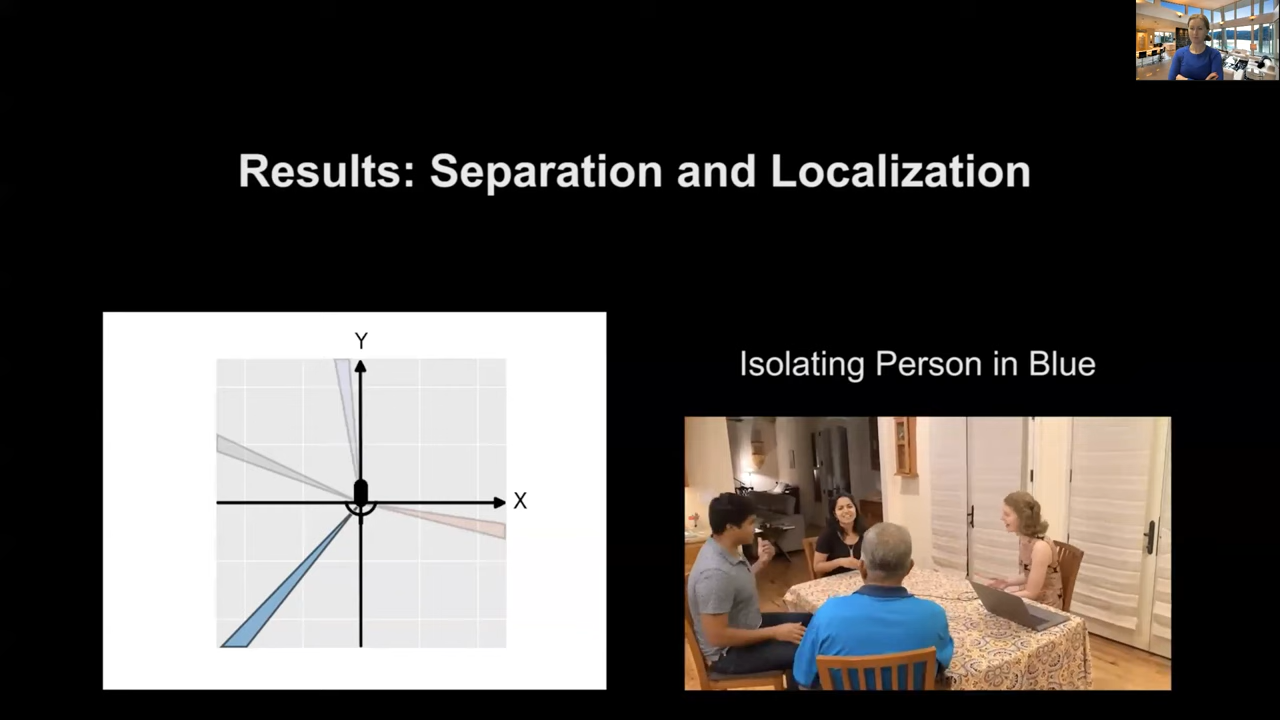 Results: Separation and Localization
Y
X
Isolating Person in Blue